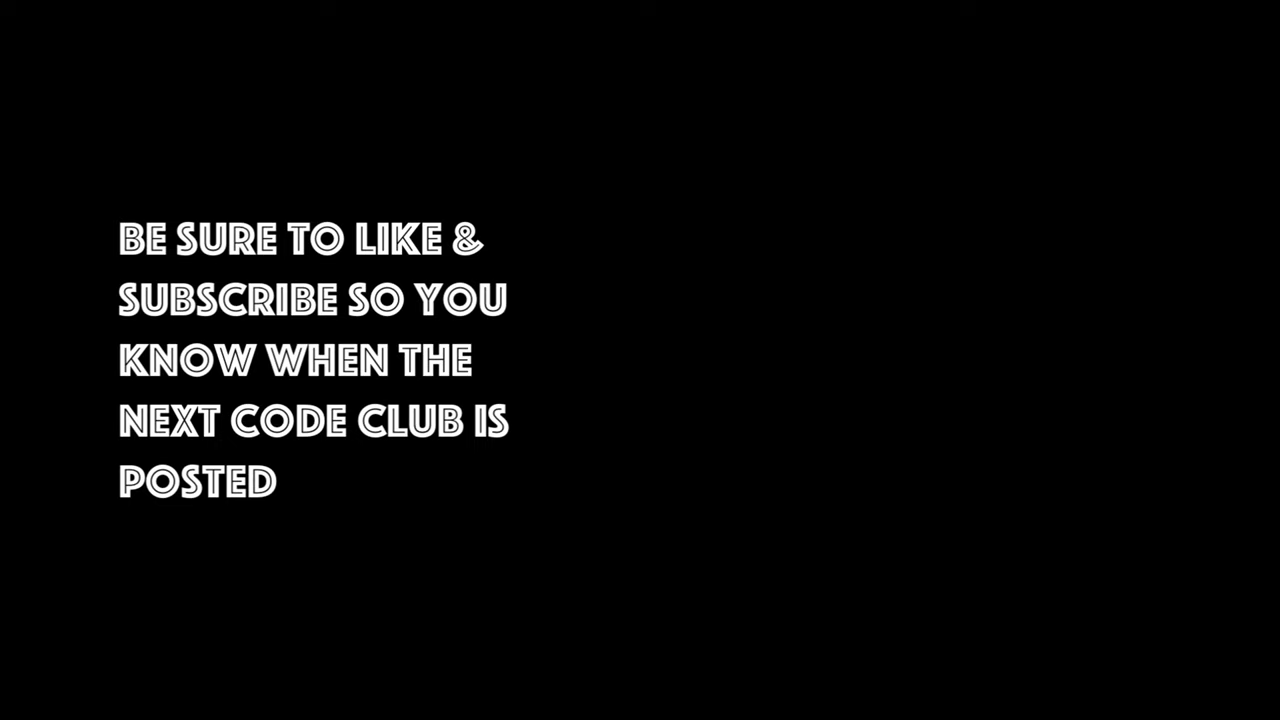 BE SURE TO LIKE &
SUBSCRIBE SO YOU
KNOW WHEN THE
NEXT CODE CLUB IS
POSTED